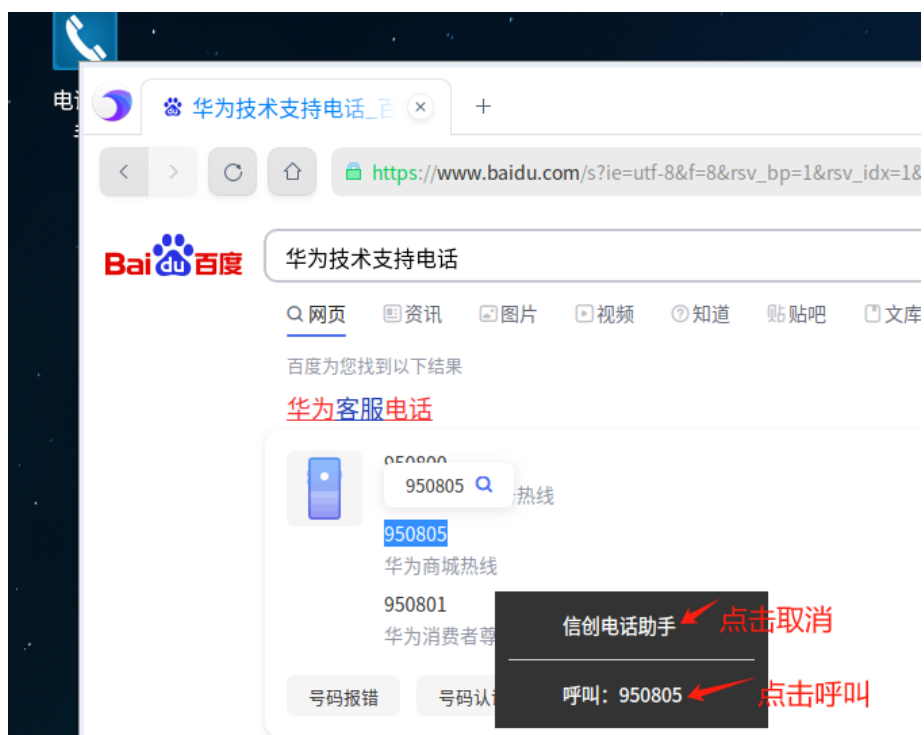 华为技术支持电话_百
https://www.baidu.com/s?ie=utf-8&f=8&rsv_bp=1&rsv_idx=1&
Bai du 百度
华为技术支持电话
网页 资讯 图片 视频 知道 贴吧 文库
百度为您找到以下结果
华为客服电话
950800
950805
热线
950805
华为商城热线
950801
华为消费者尊
信创电话助手
点击取消
号码报错
号码认
呼叫：950805
点击呼叫